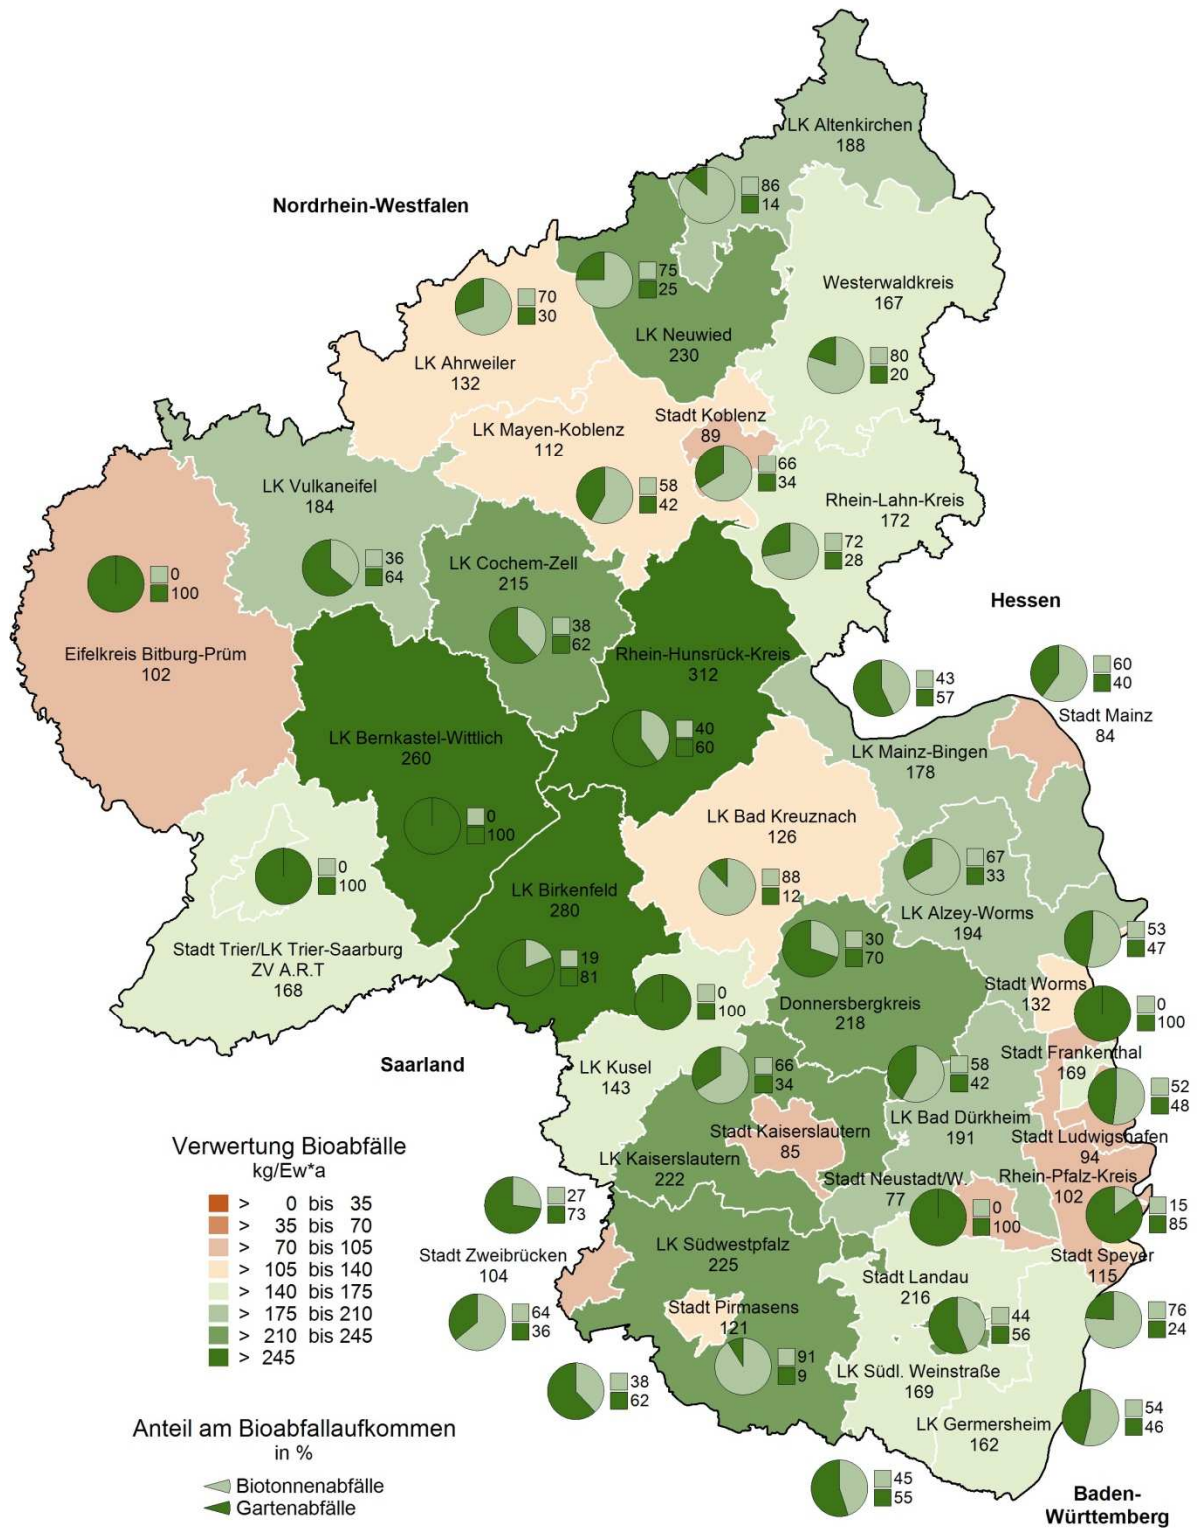 LK Altenkirchen
188
86
14
Nordrhein-Westfalen
75
25
Westerwaldkreis
167
70
30
LK Neuwied
230
80
20
LK Ahrweiler
132
Stadt Koblenz
89
LK Mayen-Koblenz
112
66
34
LK Vulkaneifel
184
58
42
Rhein-Lahn-Kreis
172
72
28
36
64
LK Cochem-Zell
215
0
100
Hessen
38
62
Eifelkreis Bitburg-Prüm
102
Rhein-Hunsrück-Kreis
312
43
57
60
40
Stadt Mainz
84
LK Bernkastel-Wittlich
260
40
60
LK Mainz-Bingen
178
LK Bad Kreuznach
126
0
100
0
100
67
33
88
12
LK Birkenfeld
280
LK Alzey-Worms
194
Stadt Trier/LK Trier-Saarburg
ZV A.R.T
168
53
47
30
70
19
81
Stadt Worms
132
0
100
Donnersbergkreis
218
0
100
Saarland
LK Kusel
143
Stadt Frankenthal
169
66
34
58
42
52
48
LK Bad Dürkheim
191
Stadt Kaiserslautern
85
Stadt Ludwigshafen
94
LK Kaiserslautern
222
Stadt Neustadt/W.
77
Rhein-Pfalz-Kreis
102
27
73
0
100
15
85
Stadt Zweibrücken
104
LK Südwestpfalz
225
Stadt Speyer
115
Stadt Landau
216
64
36
Stadt Pirmasens
121
44
56
76
24
91
9
LK Südl. Weinstraße
169
38
62
LK Germersheim
162
54
46
45
55
Baden-
Württemberg
Verwertung Bioabfälle
kg/Ew*a
> 0 bis 35
> 35 bis 70
> 70 bis 105
> 105 bis 140
> 140 bis 175
> 175 bis 210
> 210 bis 245
> 245
Anteil am Bioabfallaufkommen
in %
Biotonnenabfälle
Gartenabfälle